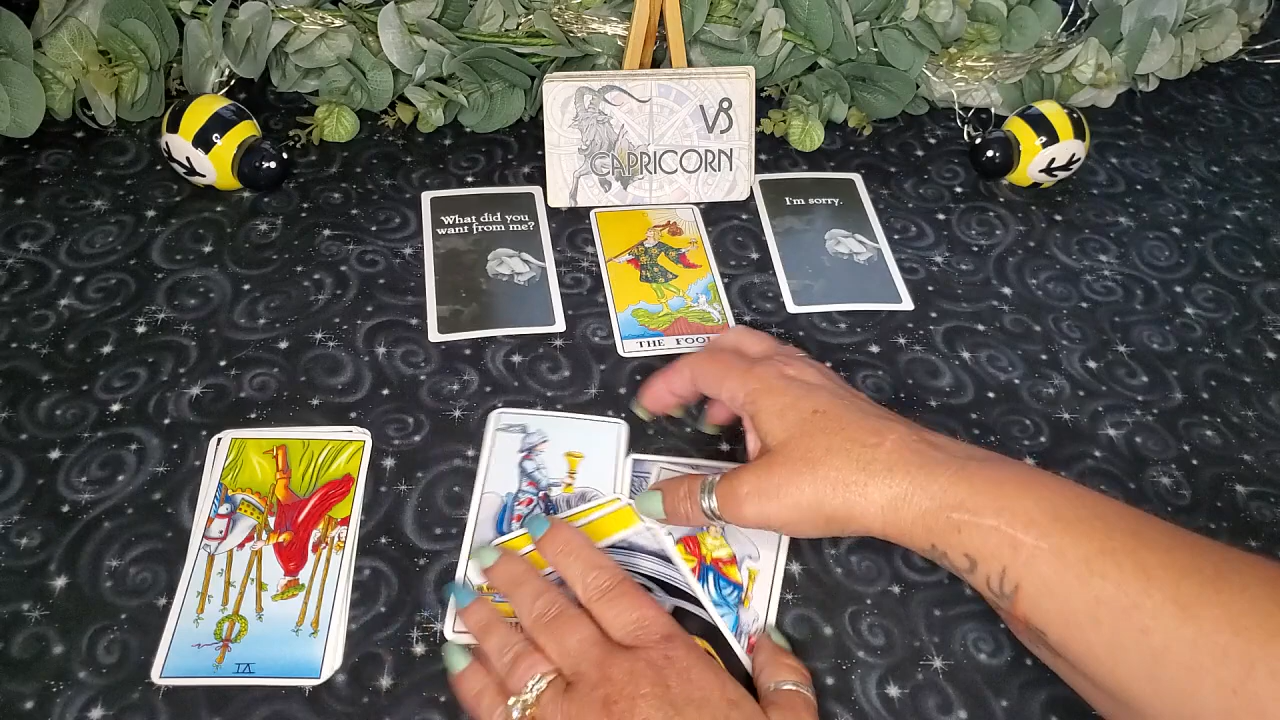 ♑
CAPRICORN
What did you
want from me?
I'm sorry.
THE FOOL
VI